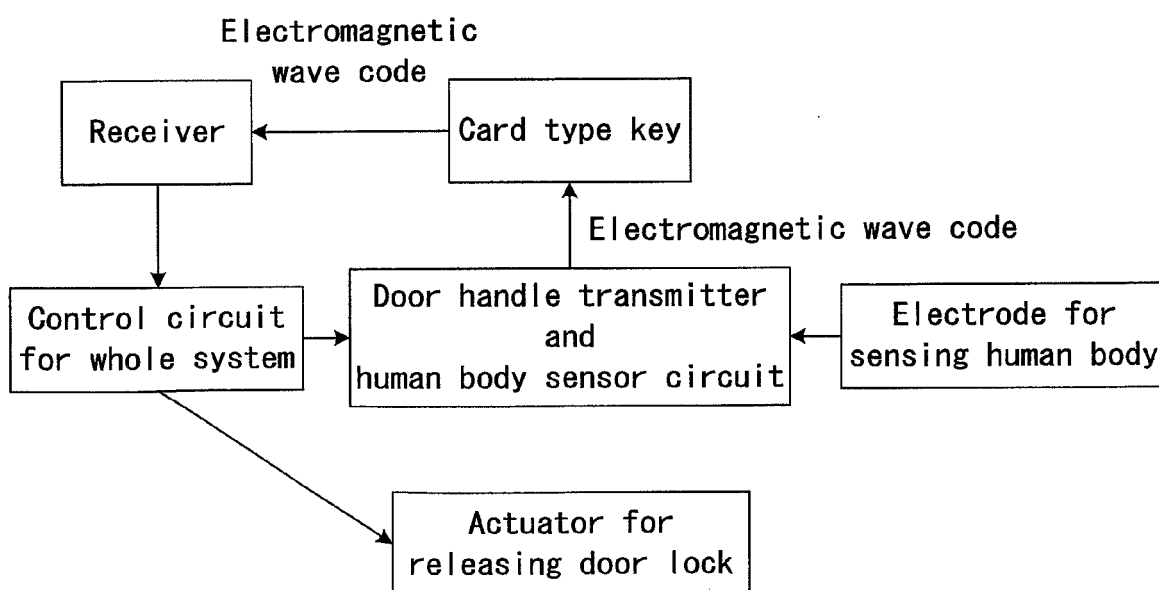 Electromagnetic
wave code
Receiver
Card type key
Electromagnetic wave code
Control circuit
for whole system
Door handle transmitter
and
human body sensor circuit
Electrode for
sensing human body
Actuator for
releasing door lock